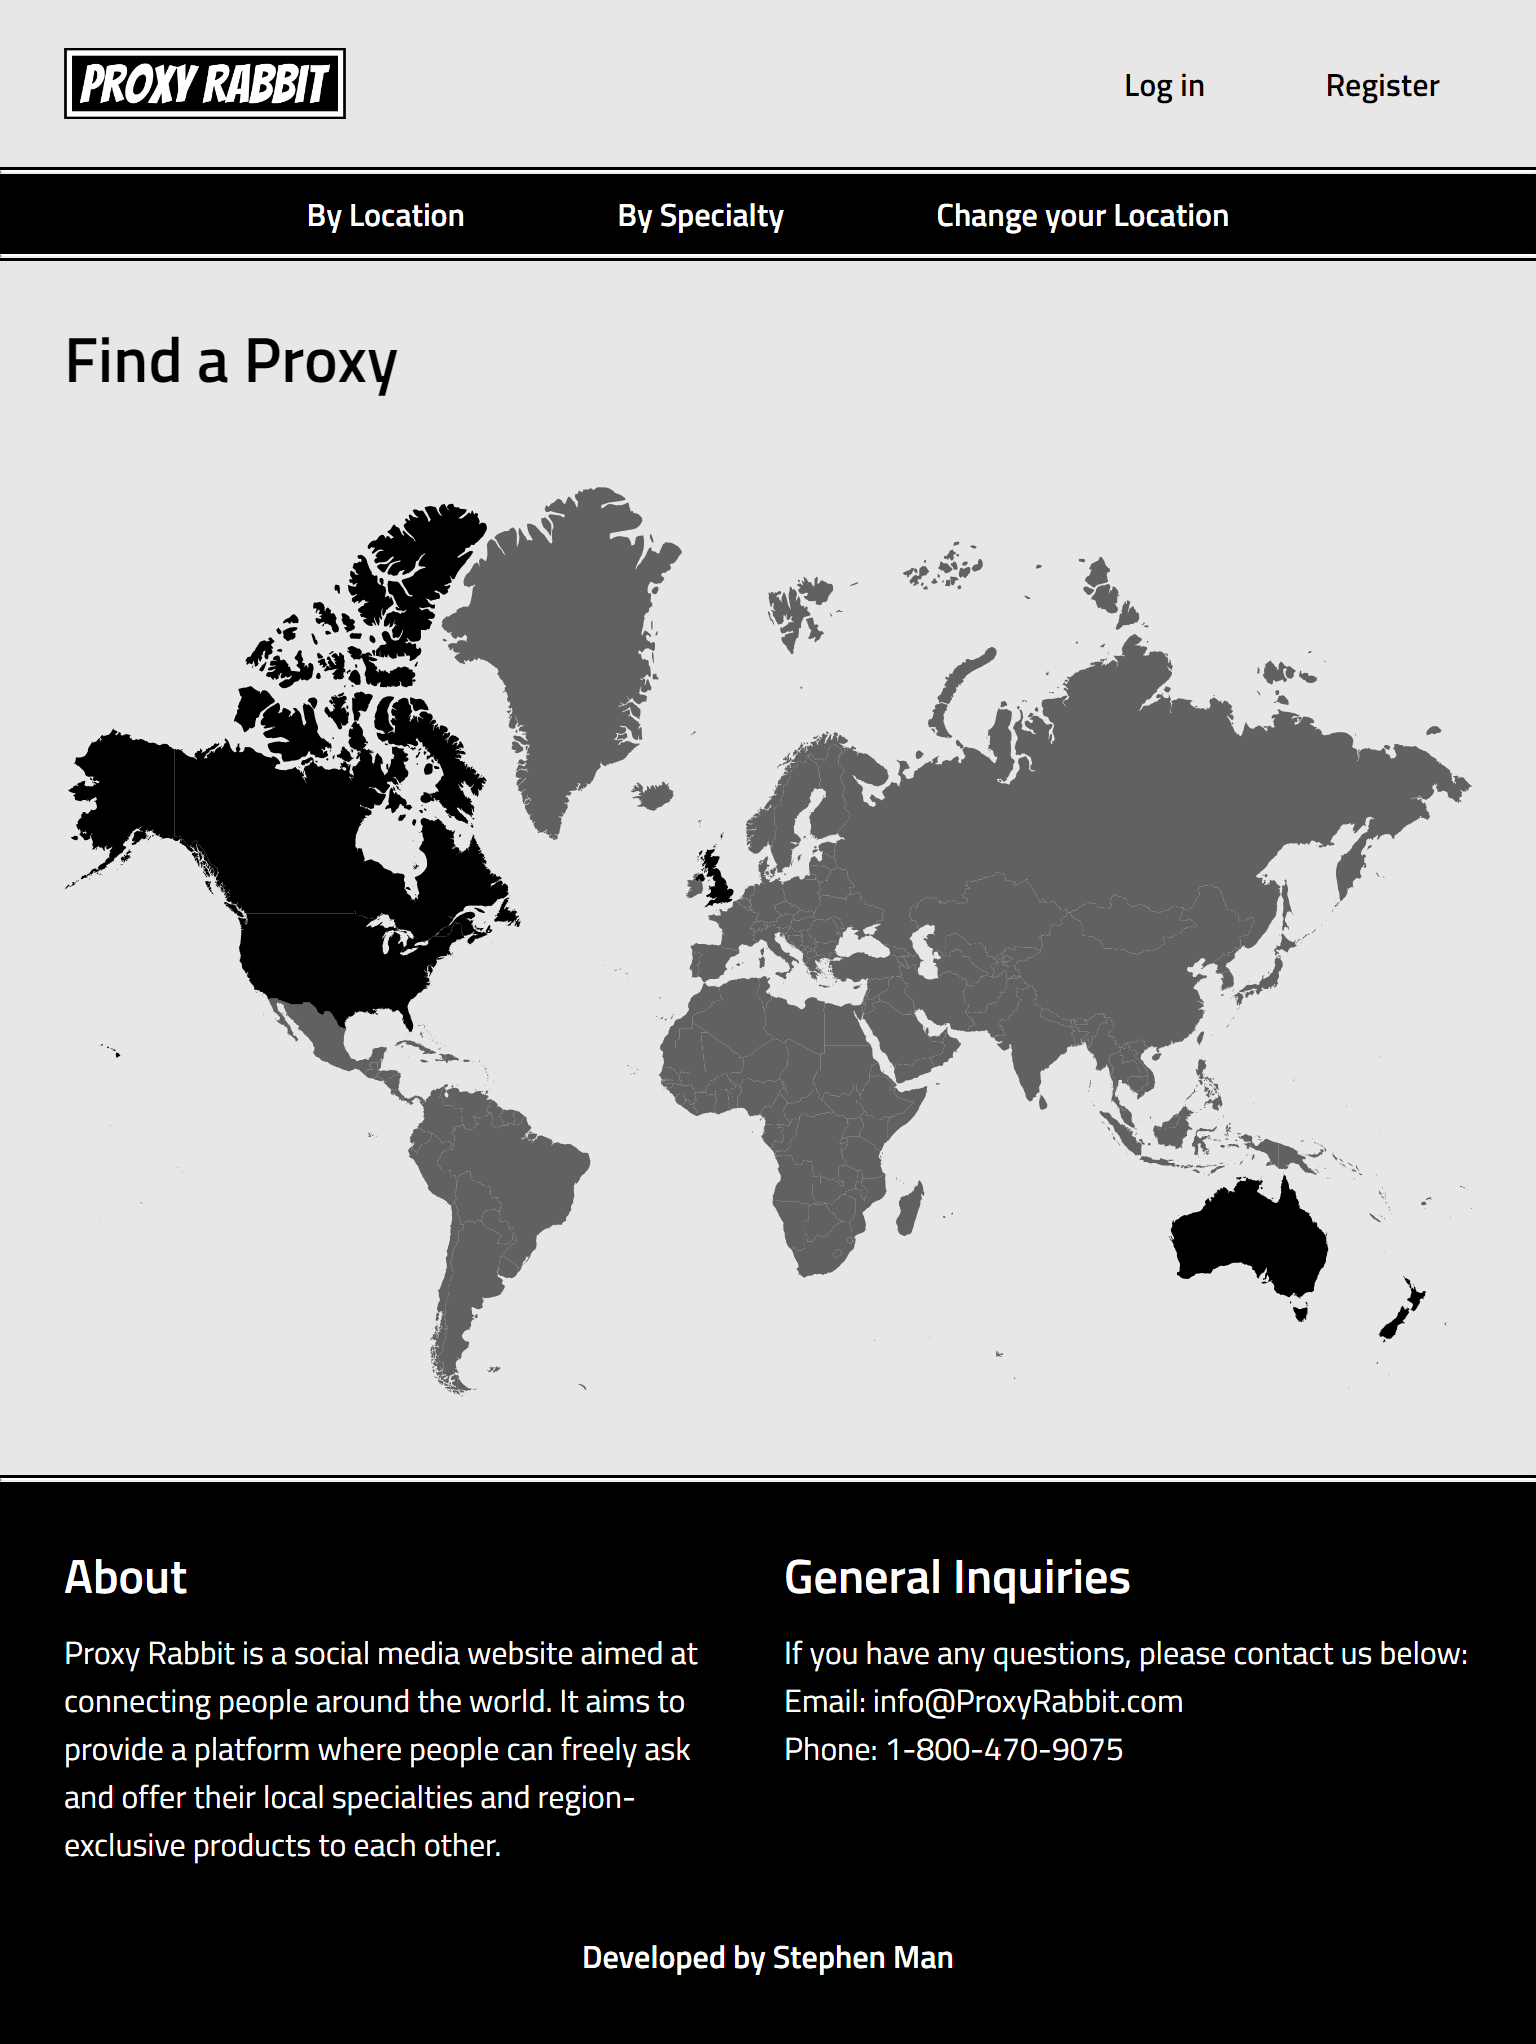 PROXY RABBIT
Log in
Register
By Location
By Specialty
Change your Location
Find a Proxy
About
Proxy Rabbit is a social media website aimed at
connecting people around the world. It aims to
provide a platform where people can freely ask
and offer their local specialties and region-
exclusive products to each other.
General Inquiries
If you have any questions, please contact us below:
Email: info@ProxyRabbit.com
Phone: 1-800-470-9075
Developed by Stephen Man